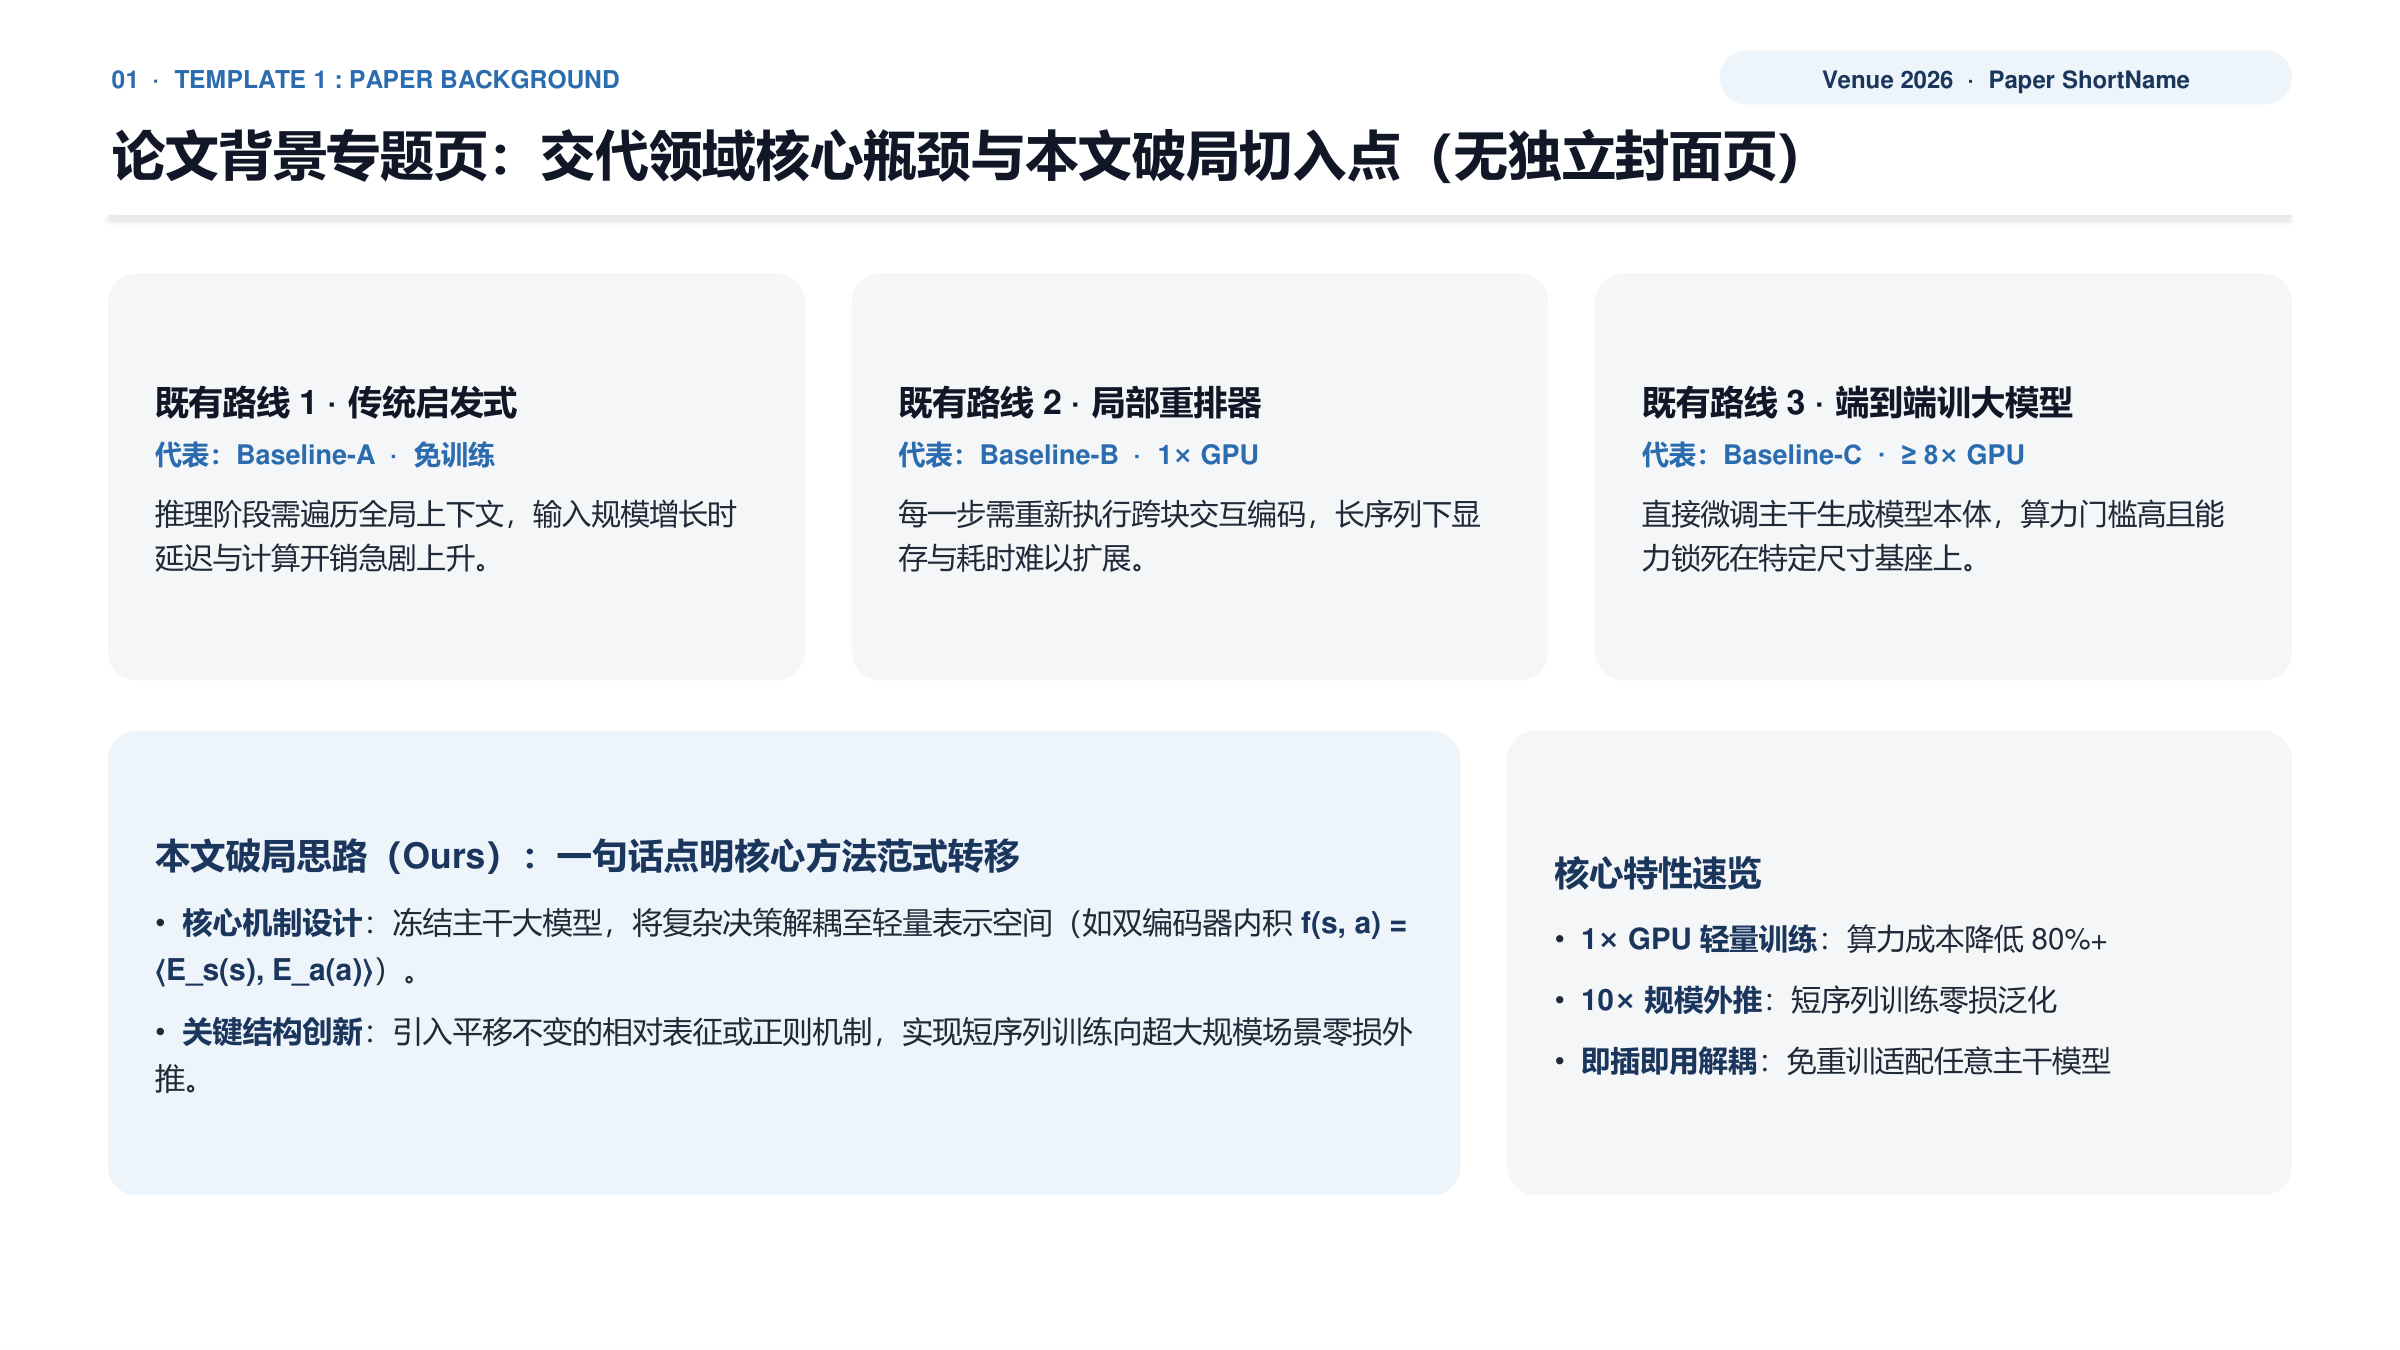 01 · TEMPLATE 1 : PAPER BACKGROUND
Venue 2026 · Paper ShortName
论文背景专题页：交代领域核心瓶颈与本文破局切入点（无独立封面页）
既有路线 1 · 传统启发式
代表：Baseline-A · 免训练
推理阶段需遍历全局上下文，输入规模增长时
延迟与计算开销急剧上升。
既有路线 2 · 局部重排器
代表：Baseline-B · 1× GPU
每一步需重新执行跨块交互编码，长序列下显
存与耗时难以扩展。
既有路线 3 · 端到端训大模型
代表：Baseline-C · ≥ 8× GPU
直接微调主干生成模型本体，算力门槛高且能
力锁死在特定尺寸基座上。
本文破局思路（Ours）：一句话点明核心方法范式转移
• 核心机制设计：冻结主干大模型，将复杂决策解耦至轻量表示空间（如双编码器内积 f(s, a) =
⟨E_s(s), E_a(a)⟩）。
• 关键结构创新：引入平移不变的相对表征或正则机制，实现短序列训练向超大规模场景零损外
推。
核心特性速览
• 1× GPU 轻量训练：算力成本降低 80%+
• 10× 规模外推：短序列训练零损泛化
• 即插即用解耦：免重训适配任意主干模型